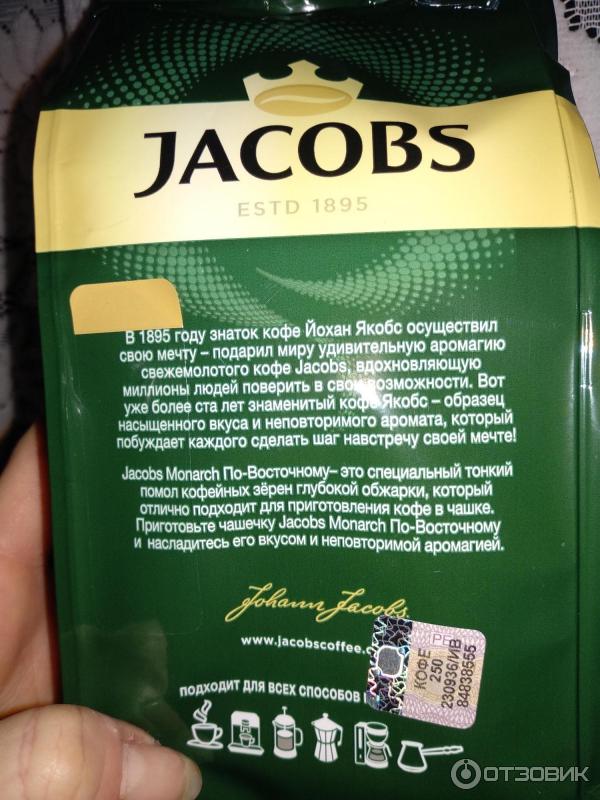 JACOBS
ESTD 1895
В 1895 году знаток кофе Йохан Якобс осуществил
свою мечту – подарил миру удивительную аромагию
свежемолотого кофе Jacobs, вдохновляющую
миллионы людей поверить в свои возможности. Вот
уже более ста лет знаменитый кофе Якобс – образец
насыщенного вкуса и неповторимого аромата, который
побуждает каждого сделать шаг навстречу своей мечте!
Jacobs Monarch По-Восточному– это специальный тонкий
помол кофейных зёрен глубокой обжарки, который
отлично подходит для приготовления кофе в чашке.
Приготовьте чашечку Jacobs Monarch По-Восточному
и насладитесь его вкусом и неповторимой аромагией.
Johann Jacobs
www.jacobscoffee.c
РБ
КОФЕ
250
230936/ИВ
84838555
ПОДХОДИТ ДЛЯ ВСЕХ СПОСОБОВ
ОТЗОВИК